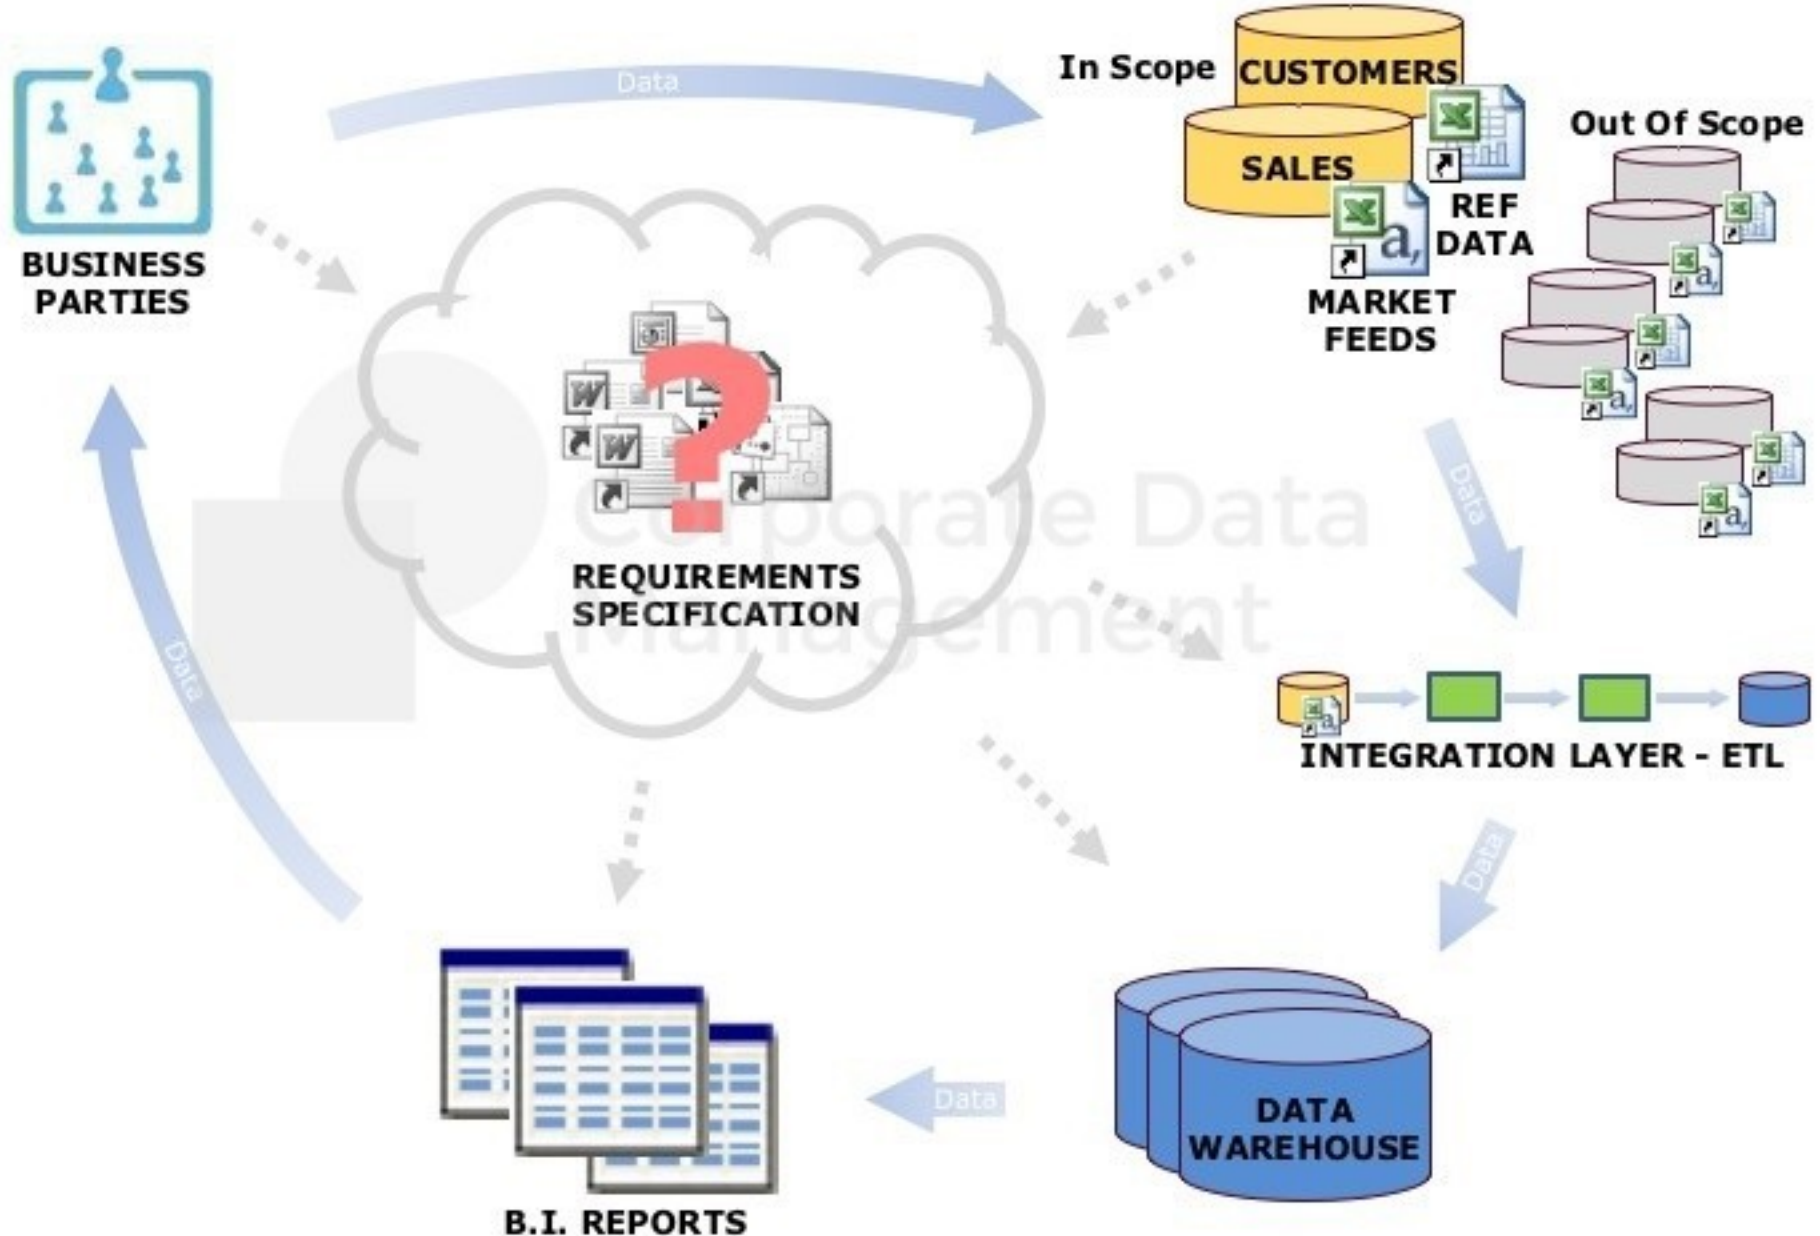 Data
In Scope
CUSTOMERS
SALES
Out Of Scope
REF
DATA
MARKET
FEEDS
BUSINESS
PARTIES
Data
Corporate Data
Management
REQUIREMENTS
SPECIFICATION
Data
INTEGRATION LAYER - ETL
Data
Data
DATA
WAREHOUSE
B.I. REPORTS